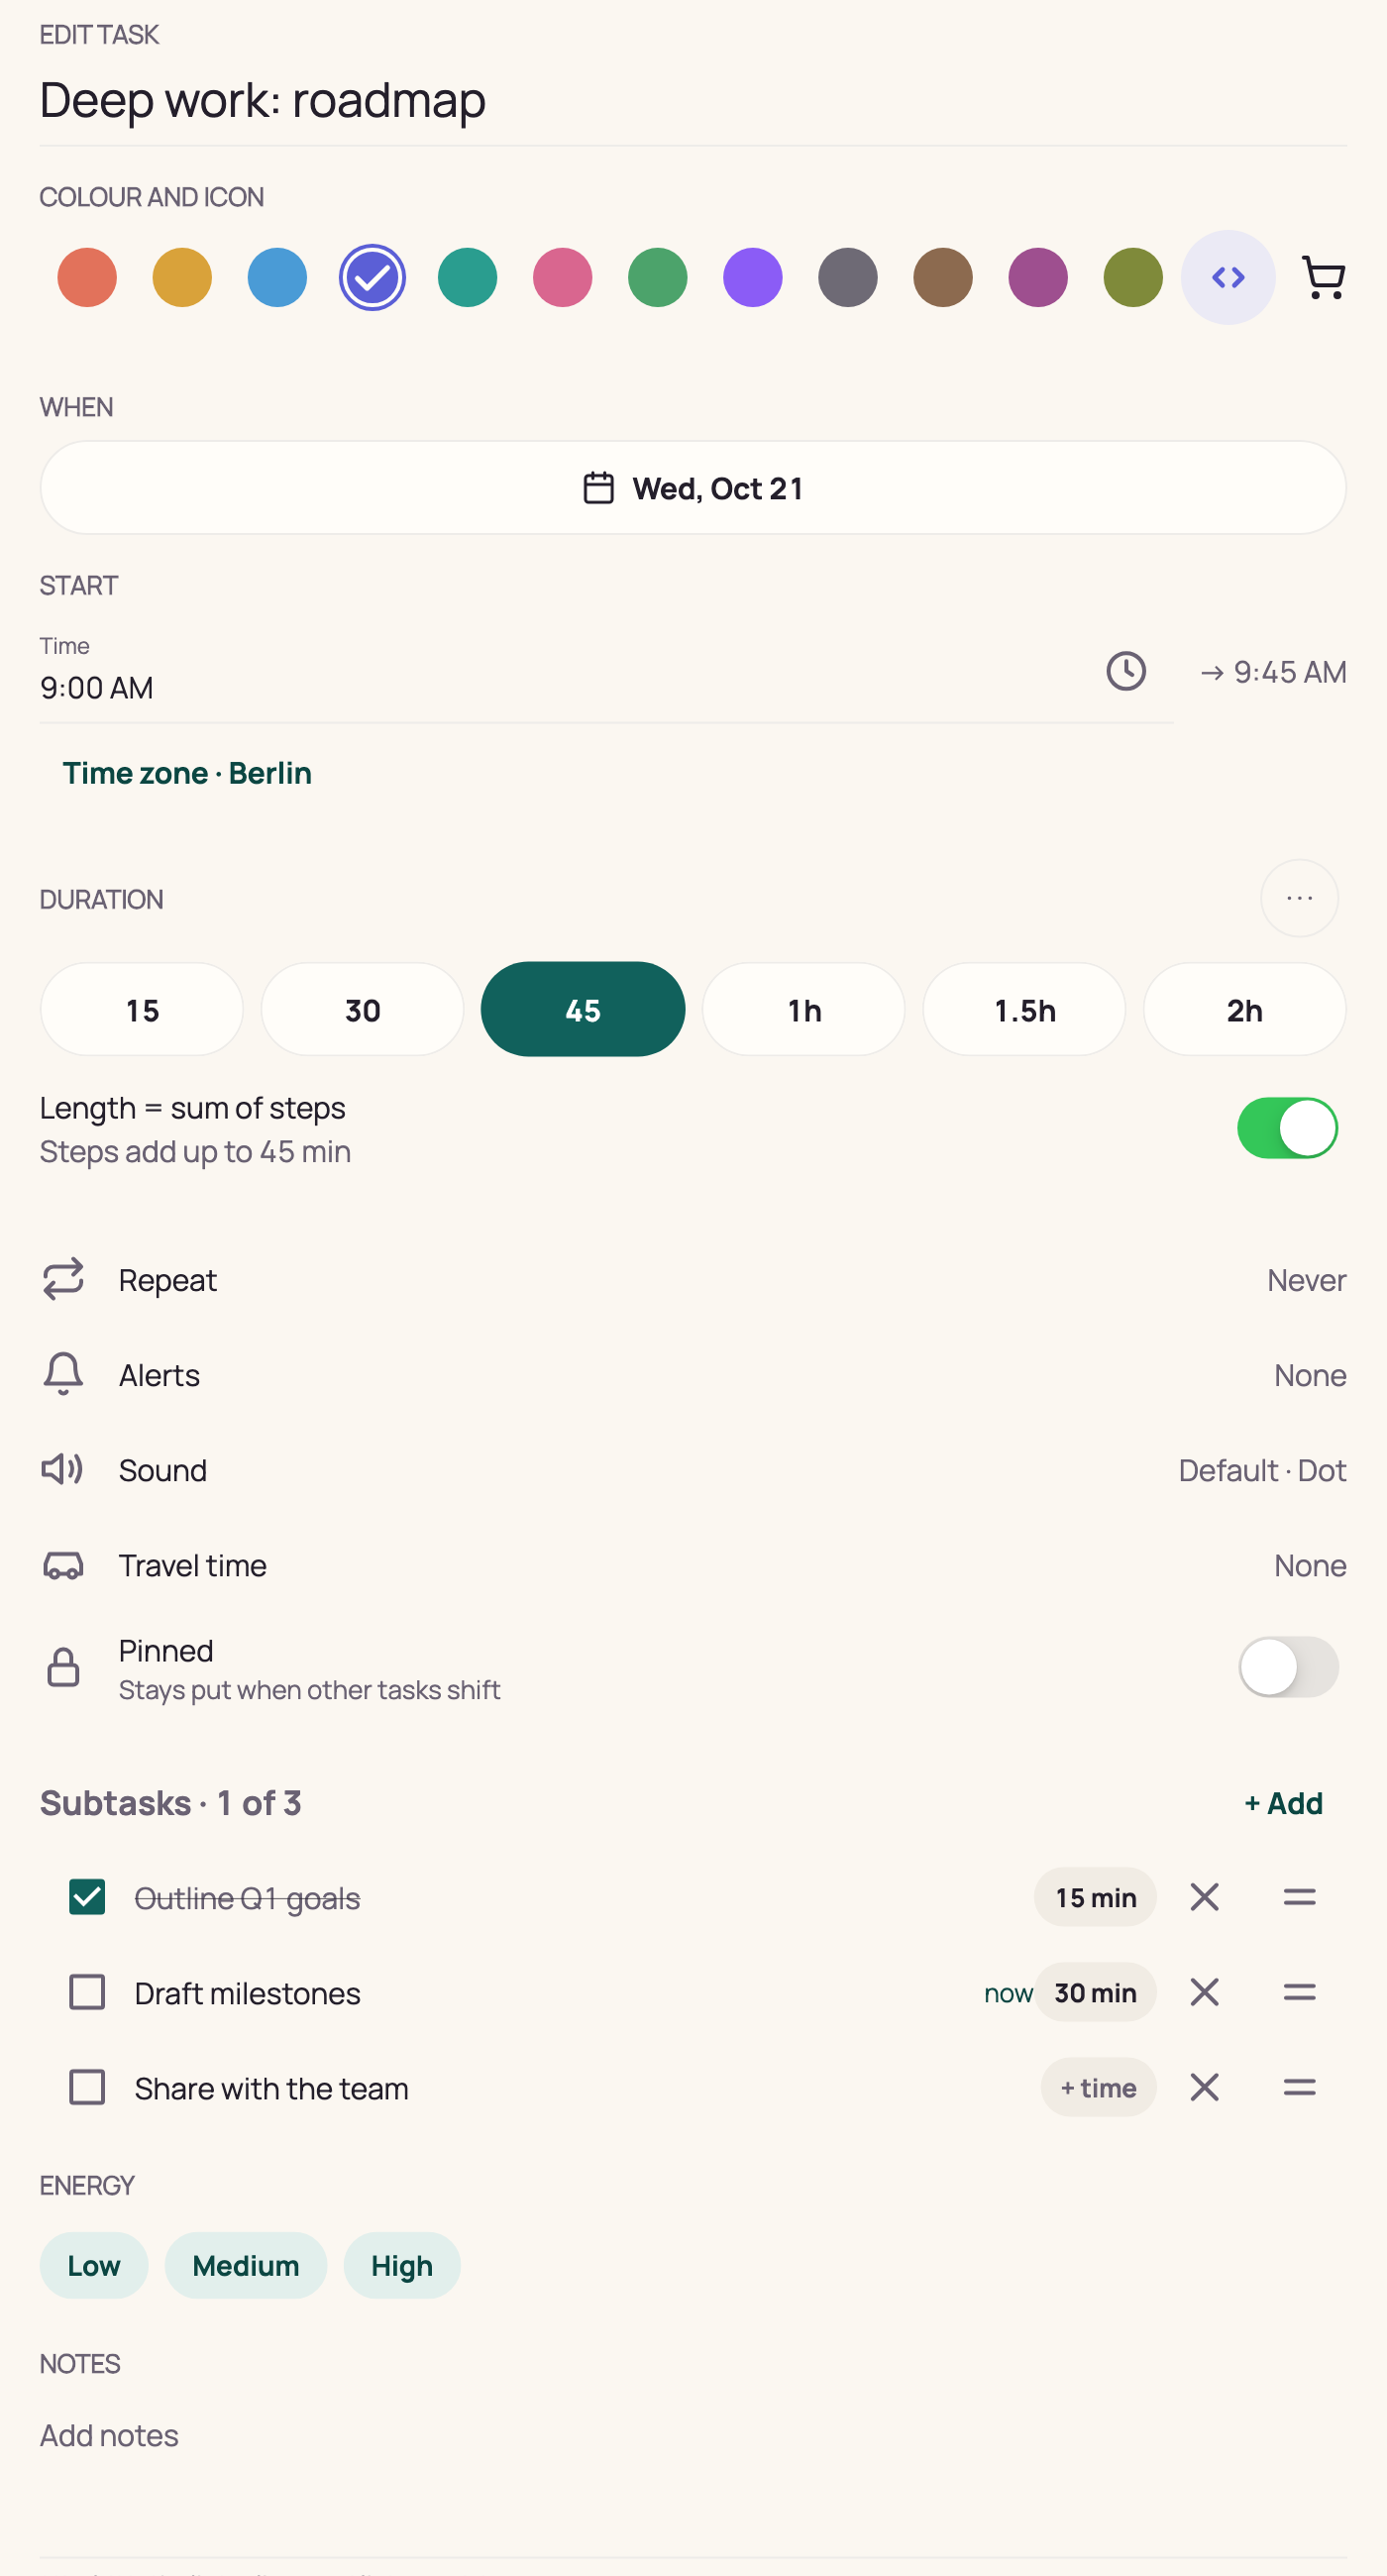 EDIT TASK
Deep work: roadmap
COLOUR AND ICON
WHEN
Wed, Oct 21
START
Time
9:00 AM
→ 9:45 AM
Time zone · Berlin
DURATION
...
15 30 45 1h 1.5h 2h
Length = sum of steps
Steps add up to 45 min
Repeat Never
Alerts None
Sound Default · Dot
Travel time None
Pinned
Stays put when other tasks shift
Subtasks · 1 of 3 + Add
Outline Q1 goals 15 min
Draft milestones now 30 min
Share with the team + time
ENERGY
Low Medium High
NOTES
Add notes